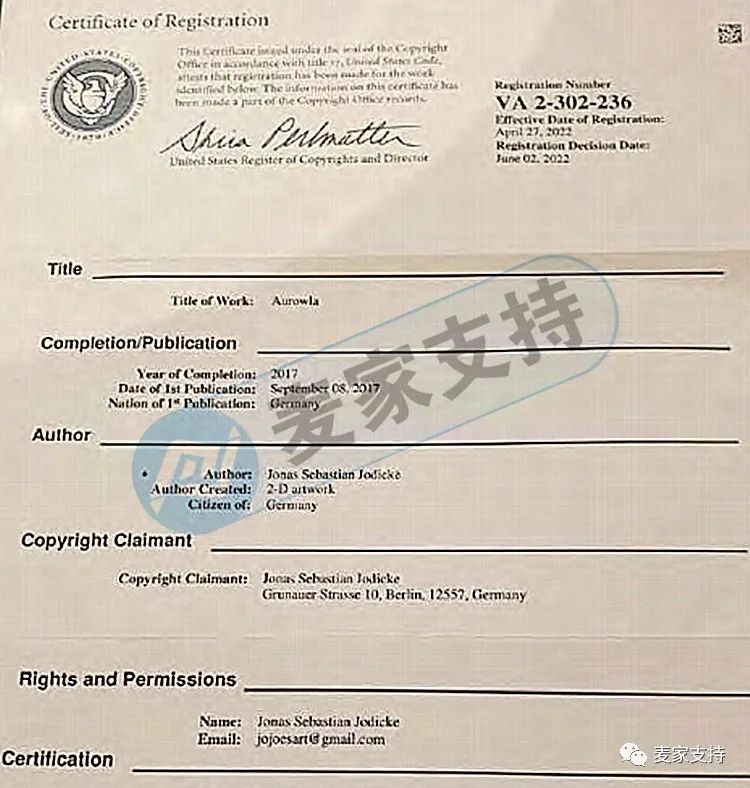 Certificate of Registration
This Certificate issued under the seal of the Copyright
Office in accordance with title 17, United States Code,
attests that registration has been made for the work
identified below. The information on this certificate has
been made a part of the Copyright Office records.
United States Register of Copyrights and Director
Registration Number
VA 2-302-236
Effective Date of Registration:
April 27, 2022
Registration Decision Date:
June 02, 2022
Title
Title of Work: Aurowla
Completion/Publication
Year of Completion: 2017
Date of 1st Publication: September 08, 2017
Nation of 1st Publication: Germany
Author
• Author: Jonas Sebastian Jodicke
Author Created: 2-D artwork
Citizen of: Germany
Copyright Claimant
Copyright Claimant: Jonas Sebastian Jodicke
Grunauer Strasse 10, Berlin, 12557, Germany
Rights and Permissions
Name: Jonas Sebastian Jodicke
Email: jojoesart@gmail.com
Certification
麦家支持
麦家支持